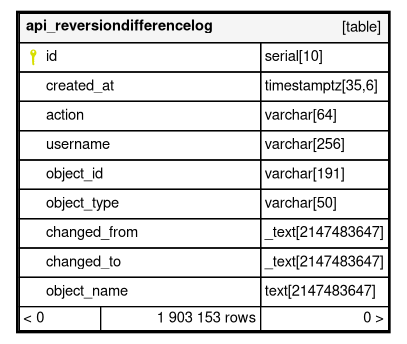 api_reversiondifferencelog [table]
id serial[10]
created_at timestamptz[35,6]
action varchar[64]
username varchar[256]
object_id varchar[191]
object_type varchar[50]
changed_from _text[2147483647]
changed_to _text[2147483647]
object_name text[2147483647]
< 0 1 903 153 rows 0 >